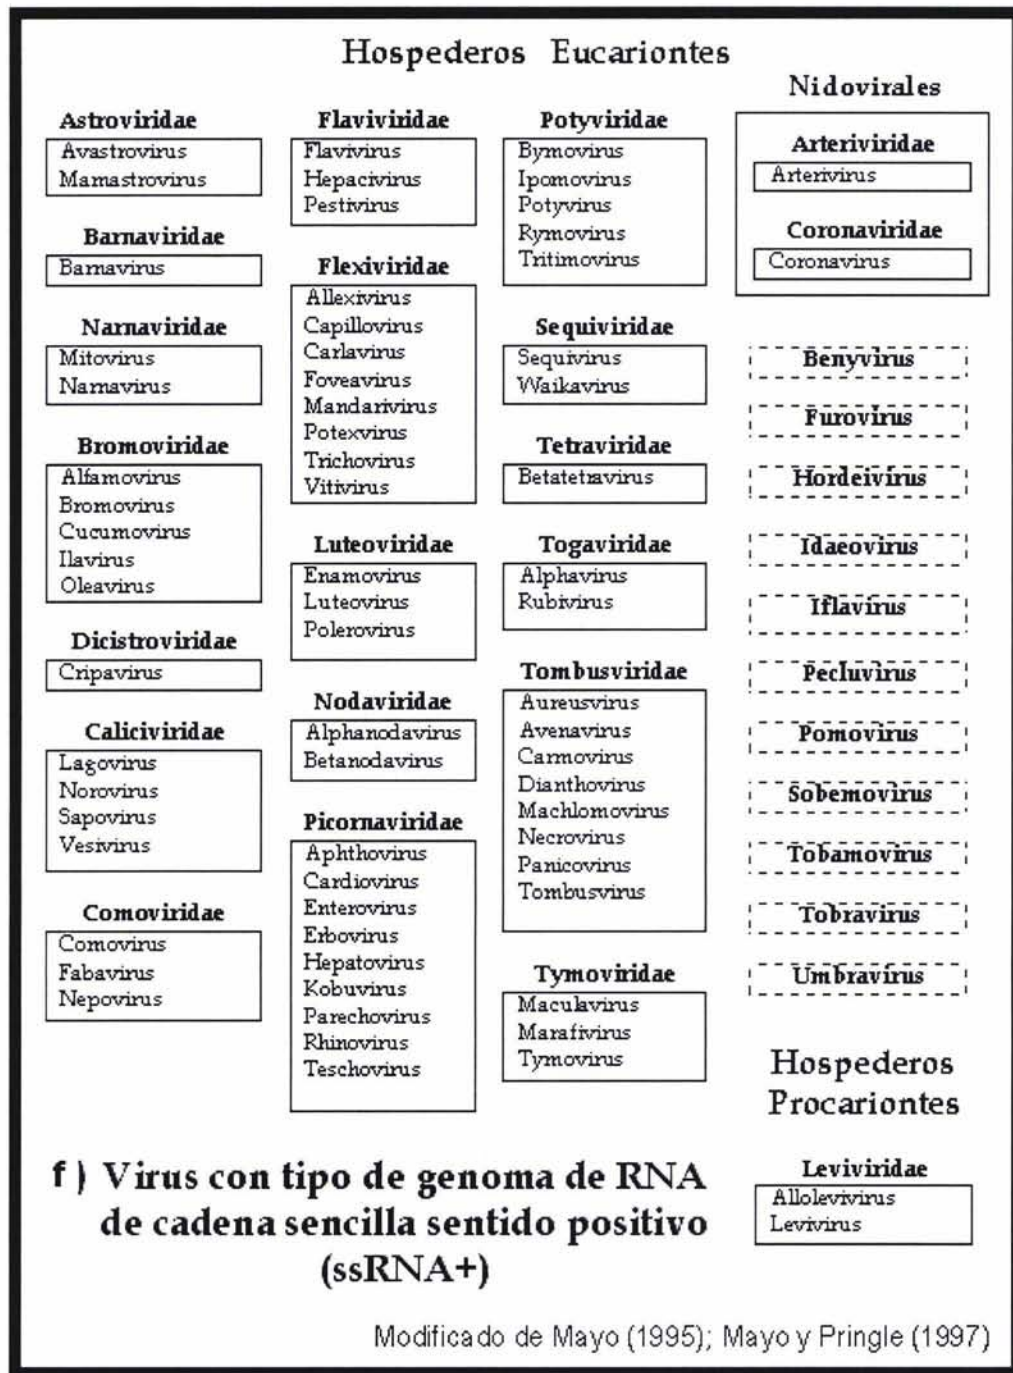 Hospederos Eucariontes
Astroviridae
Avastrovirus
Mamastrovirus
Barnaviridae
Barnavirus
Narnaviridae
Mitovirus
Narnavirus
Bromoviridae
Alfamovirus
Bromovirus
Cucumovirus
Ilavirus
Oleavirus
Dicistroviridae
Cripavirus
Caliciviridae
Lagovirus
Norovirus
Sapovirus
Vesivirus
Comoviridae
Comovirus
Fabavirus
Nepovirus
Flaviviridae
Flavivirus
Hepacivirus
Pestivirus
Flexiviridae
Allexivirus
Capillovirus
Carlavirus
Foveavirus
Mandarivirus
Potexvirus
Trichovirus
Vitivirus
Luteoviridae
Enamovirus
Luteovirus
Polerovirus
Nodaviridae
Alphanodavirus
Betanodavirus
Picornaviridae
Aphthovirus
Cardiovirus
Enterovirus
Erbovirus
Hepatovirus
Kobuvirus
Parechovirus
Rhinovirus
Teschovirus
Potyviridae
Bymovirus
Ipomovirus
Potyvirus
Rymovirus
Tritimovirus
Sequiviridae
Sequivirus
Waikavirus
Tetraviridae
Betatetravirus
Togaviridae
Alphavirus
Rubivirus
Tombusviridae
Aureusvirus
Avenavirus
Carmovirus
Dianthovirus
Machlomovirus
Necrovirus
Panicovirus
Tombusvirus
Tymoviridae
Maculavirus
Marafivirus
Tymovirus
Nidovirales
Arteriviridae
Arterivirus
Coronaviridae
Coronavirus
Benyvirus
Furovirus
Hordeivirus
Idaeovirus
Iflavirus
Pecluvirus
Pomovirus
Sobemovirus
Tobamovirus
Tobravirus
Umbravirus
Hospederos
Procariontes
Leviviridae
Allolevivirus
Levivirus
f) Virus con tipo de genoma de RNA
de cadena sencilla sentido positivo
(ssRNA+)
Modificado de Mayo (1995); Mayo y Pringle (1997)